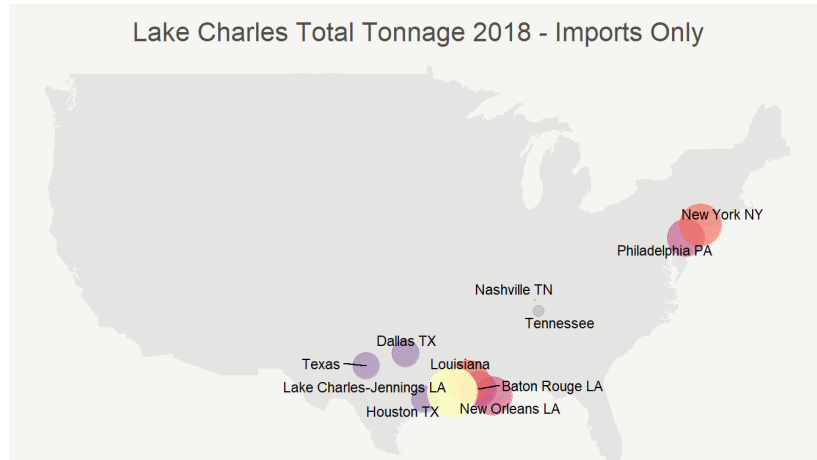 Lake Charles Total Tonnage 2018 - Imports Only
New York NY
Philadelphia PA
Nashville TN
Tennessee
Dallas TX
Texas
Louisiana
Lake Charles-Jennings LA
Baton Rouge LA
Houston TX
New Orleans LA